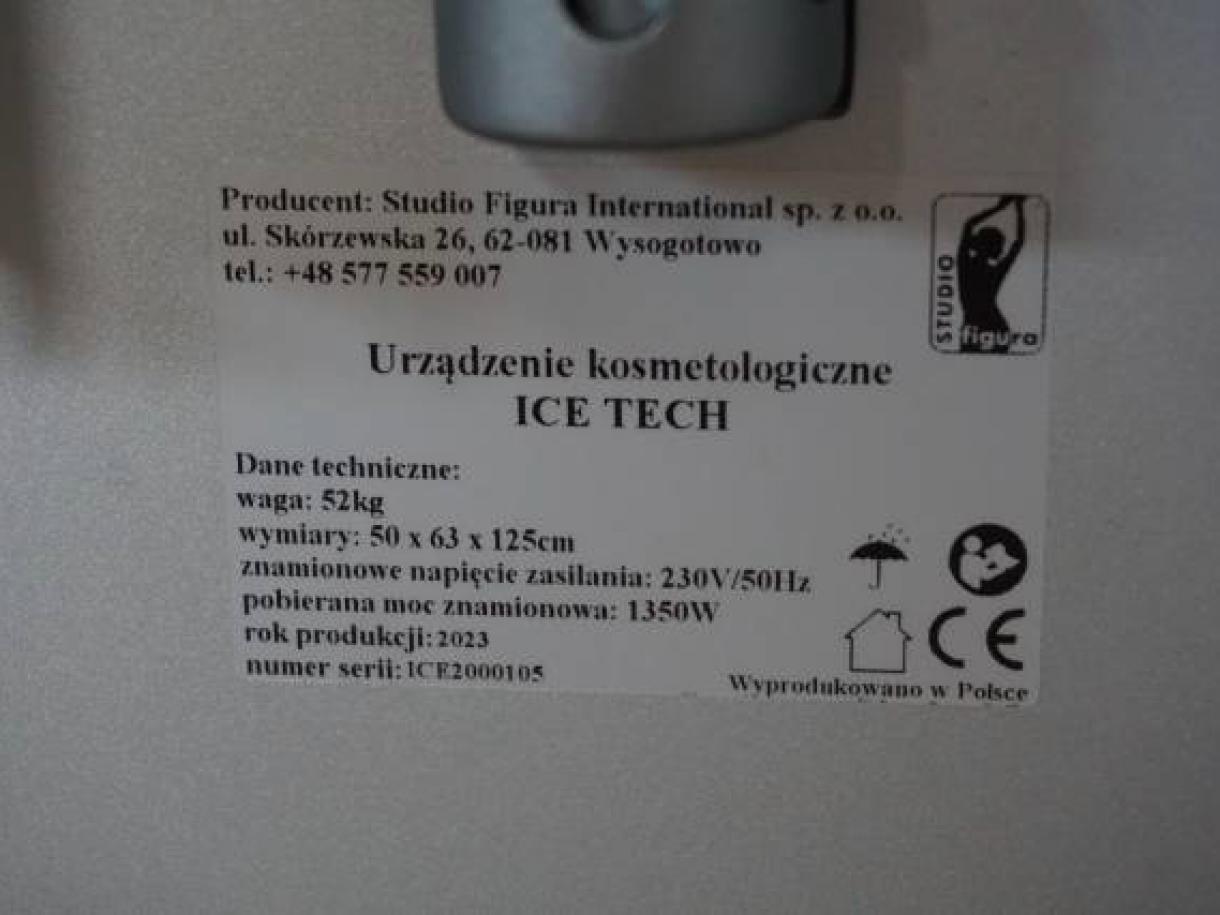 Producent: Studio Figura International sp. z o.o.
ul. Skórzewska 26, 62-081 Wysogotowo
tel.: +48 577 559 007
STUDIO
figura
Urządzenie kosmetologiczne
ICE TECH
Dane techniczne:
waga: 52kg
wymiary: 50 x 63 x 125cm
znamionowe napięcie zasilania: 230V/50Hz
pobierana moc znamionowa: 1350W
rok produkcji: 2023
numer serii: ICE2000105
CE
Wyprodukowano w Polsce